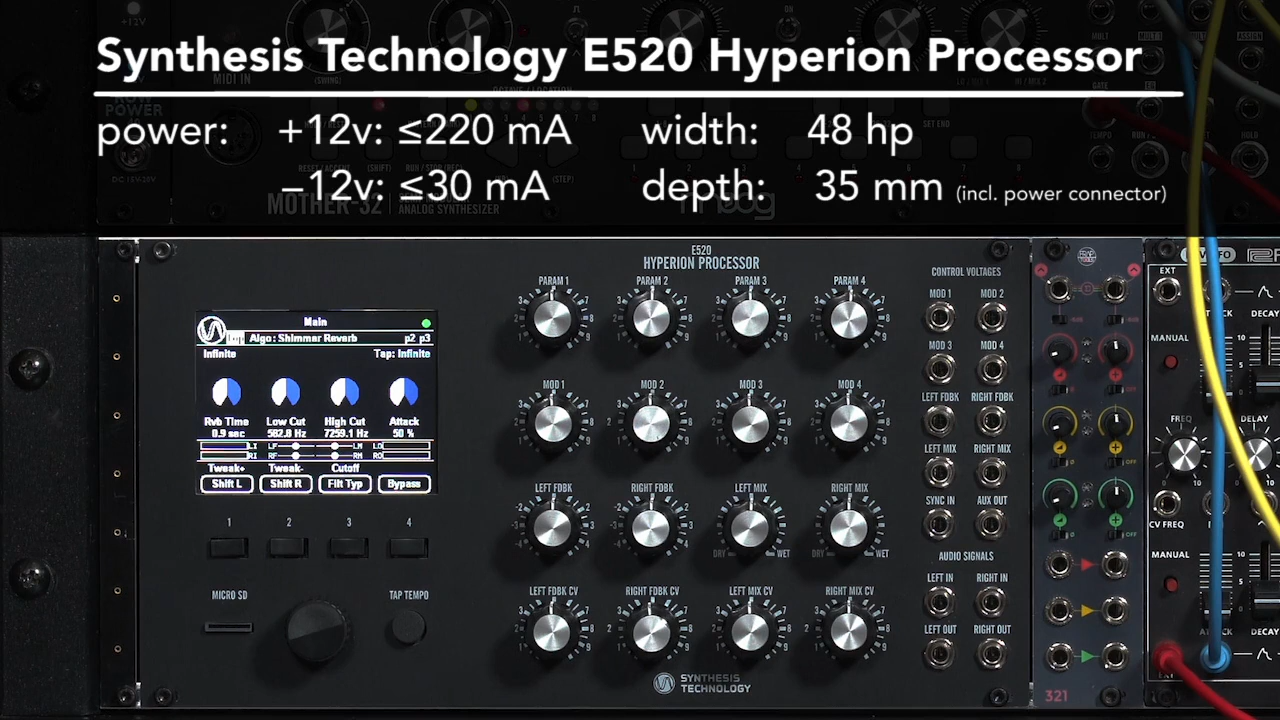 Synthesis Technology E520 Hyperion Processor
power: +12v: ≤220 mA width: 48 hp
−12v: ≤30 mA depth: 35 mm (incl. power connector)
+12V
MIDI IN
MOTHER-32 ANALOG SYNTHESIZER
E520
HYPERION PROCESSOR
Main
Algo: Shimmer Reverb p2 p3
Infinite Tap: Infinite
Rvb Time Low Cut High Cut Attack
0.9 sec 582.8 Hz 7259.1 Hz 50 %
Tweak+ Tweak- Cutoff
Shift L Shift R Filt Typ Bypass
1 2 3 4
MICRO SD TAP TEMPO
PARAM 1 PARAM 2 PARAM 3 PARAM 4
MOD 1 MOD 2 MOD 3 MOD 4
LEFT FDBK RIGHT FDBK LEFT MIX RIGHT MIX
DRY WET DRY WET
LEFT FDBK CV RIGHT FDBK CV LEFT MIX CV RIGHT MIX CV
SYNTHESIS
TECHNOLOGY
CONTROL VOLTAGES
MOD 1 MOD 2
MOD 3 MOD 4
LEFT FDBK RIGHT FDBK
LEFT MIX RIGHT MIX
SYNC IN AUX OUT
AUDIO SIGNALS
LEFT IN RIGHT IN
LEFT OUT RIGHT OUT
321
EXT
DECAY
MANUAL
FREQ DELAY
CV FREQ
MANUAL
DECAY